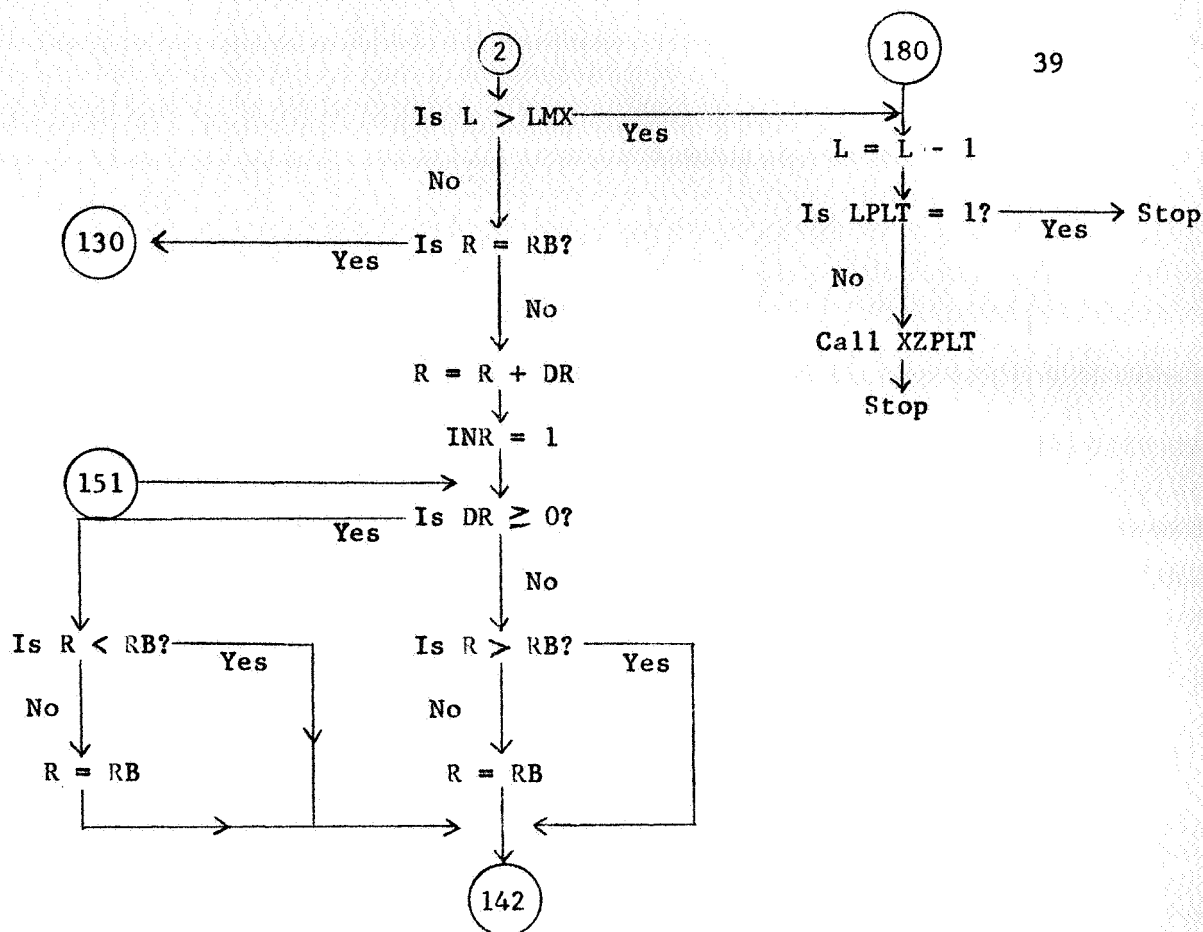 2
180
39
Is L > LMX
Yes
L = L - 1
No
Is LPLT = 1?
Yes
Stop
130
Yes
Is R = RB?
No
No
Call XZPLT
R = R + DR
Stop
INR = 1
151
Is DR ≥ 0?
Yes
No
Is R < RB?
Yes
Is R > RB?
Yes
No
No
R = RB
R = RB
142